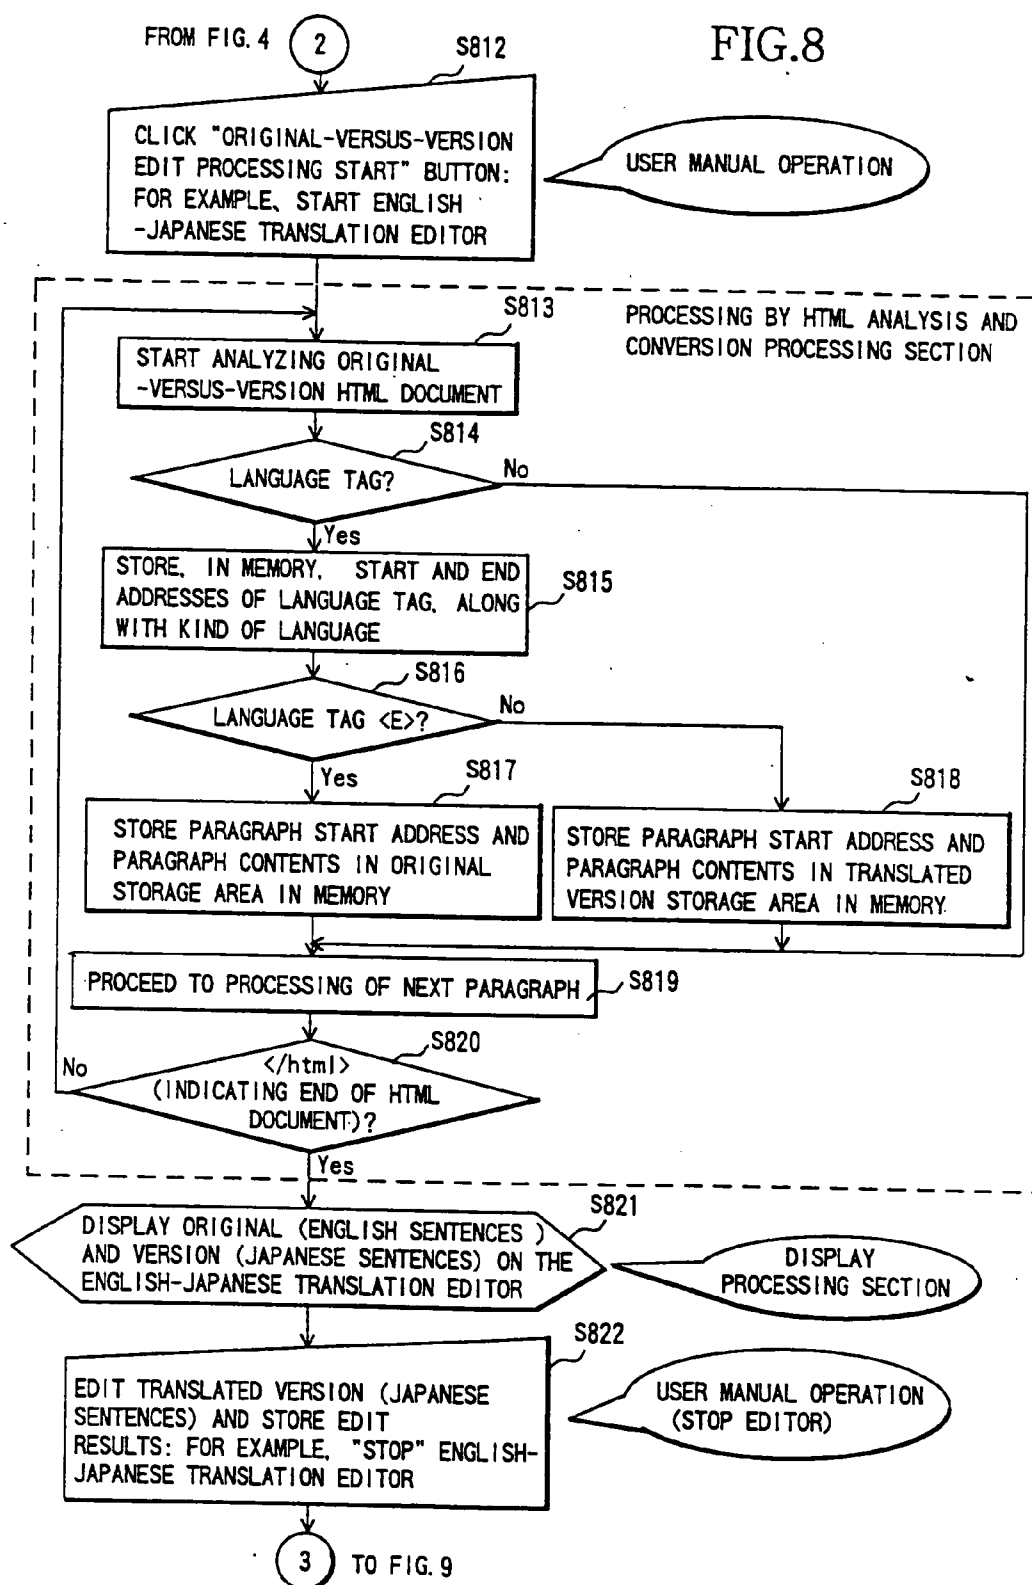 FROM FIG. 4
2
FIG.8
S812
CLICK "ORIGINAL-VERSUS-VERSION
EDIT PROCESSING START" BUTTON:
FOR EXAMPLE, START ENGLISH
-JAPANESE TRANSLATION EDITOR
USER MANUAL OPERATION
PROCESSING BY HTML ANALYSIS AND
CONVERSION PROCESSING SECTION
S813
START ANALYZING ORIGINAL
-VERSUS-VERSION HTML DOCUMENT
S814
LANGUAGE TAG?
No
Yes
STORE, IN MEMORY, START AND END
ADDRESSES OF LANGUAGE TAG, ALONG
WITH KIND OF LANGUAGE
S815
S816
LANGUAGE TAG <E>?
No
Yes
S817
STORE PARAGRAPH START ADDRESS AND
PARAGRAPH CONTENTS IN ORIGINAL
STORAGE AREA IN MEMORY
S818
STORE PARAGRAPH START ADDRESS AND
PARAGRAPH CONTENTS IN TRANSLATED
VERSION STORAGE AREA IN MEMORY
PROCEED TO PROCESSING OF NEXT PARAGRAPH
S819
S820
</html>
(INDICATING END OF HTML
DOCUMENT)?
No
Yes
S821
DISPLAY ORIGINAL (ENGLISH SENTENCES )
AND VERSION (JAPANESE SENTENCES) ON THE
ENGLISH-JAPANESE TRANSLATION EDITOR
DISPLAY
PROCESSING SECTION
S822
EDIT TRANSLATED VERSION (JAPANESE
SENTENCES) AND STORE EDIT
RESULTS: FOR EXAMPLE, "STOP" ENGLISH-
JAPANESE TRANSLATION EDITOR
USER MANUAL OPERATION
(STOP EDITOR)
3
TO FIG. 9